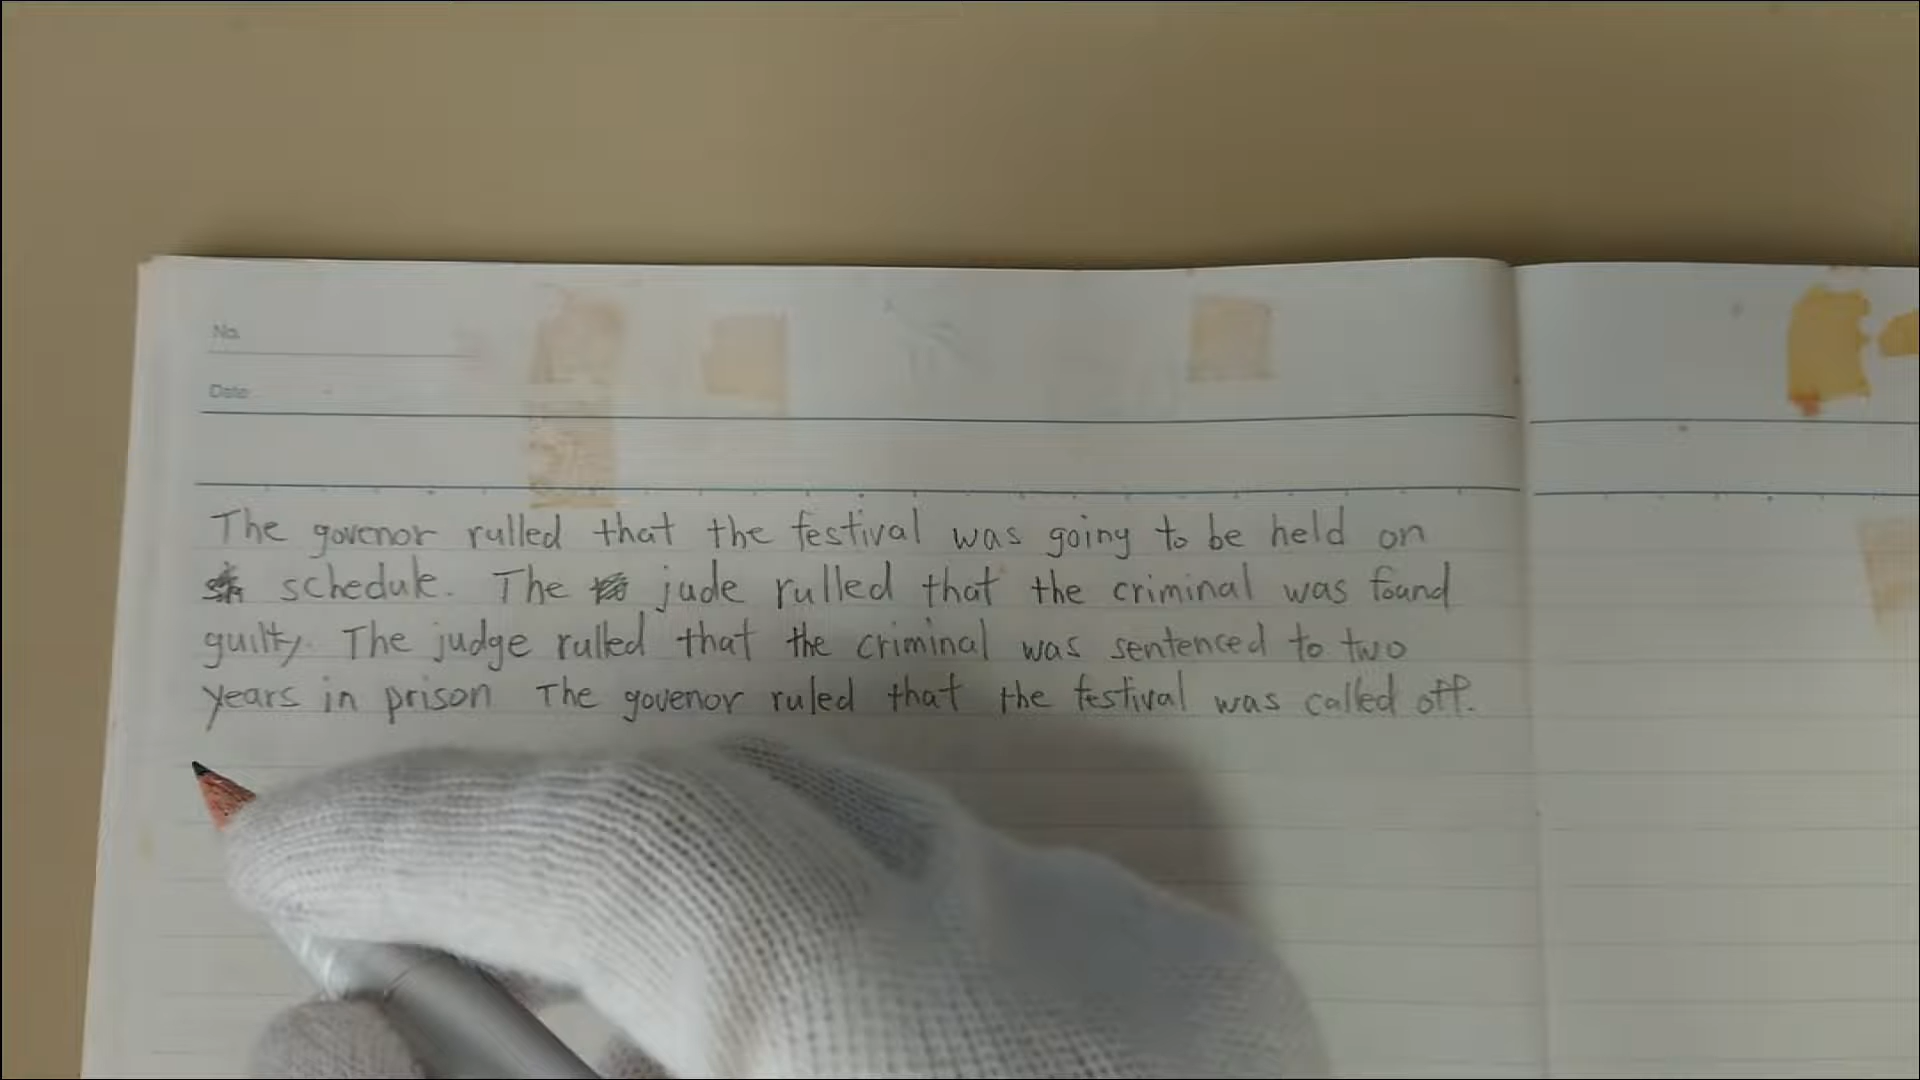 No.
Date
The govenor rulled that the festival was going to be held on
schedule. The jude rulled that the criminal was found
guilty. The judge rulled that the criminal was sentenced to two
years in prison The govenor ruled that the festival was called off.